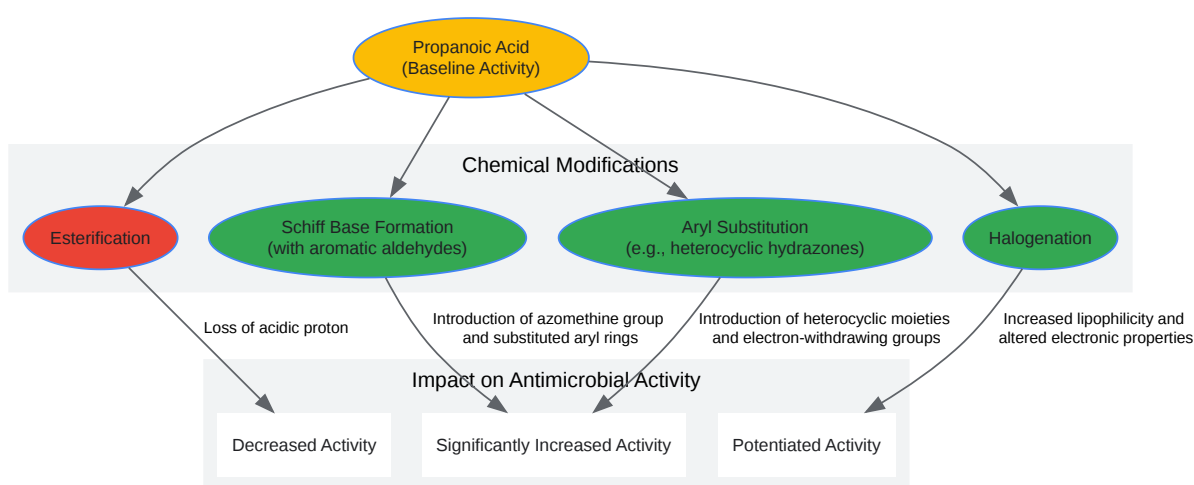 Propanoic Acid
(Baseline Activity)
Chemical Modifications
Esterification
Schiff Base Formation
(with aromatic aldehydes)
Aryl Substitution
(e.g., heterocyclic hydrazones)
Halogenation
Loss of acidic proton
Introduction of azomethine group
and substituted aryl rings
Introduction of heterocyclic moieties
and electron-withdrawing groups
Increased lipophilicity and
altered electronic properties
Impact on Antimicrobial Activity
Decreased Activity
Significantly Increased Activity
Potentiated Activity